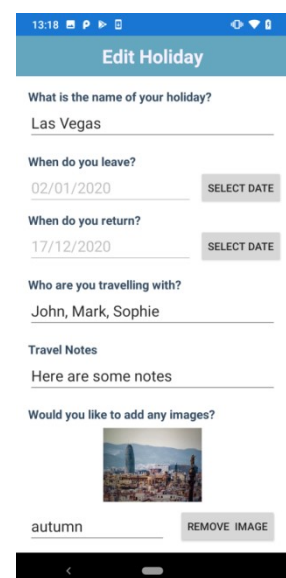 13:18
Edit Holiday
What is the name of your holiday?
Las Vegas
When do you leave?
02/01/2020 SELECT DATE
When do you return?
17/12/2020 SELECT DATE
Who are you travelling with?
John, Mark, Sophie
Travel Notes
Here are some notes
Would you like to add any images?
autumn REMOVE IMAGE